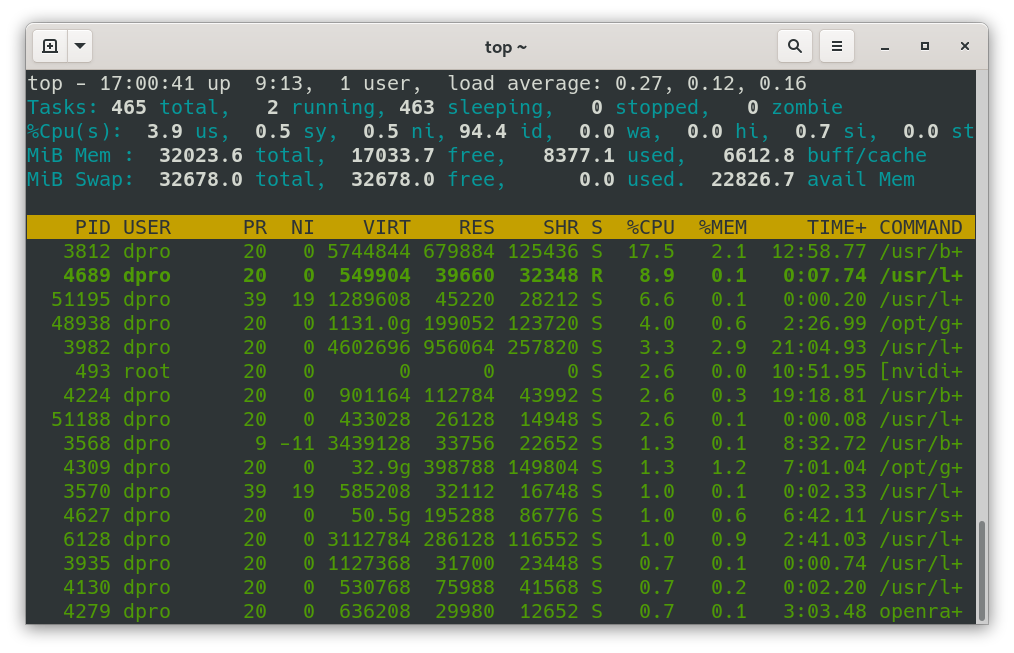 top ~
top - 17:00:41 up  9:13,  1 user,  load average: 0.27, 0.12, 0.16
Tasks: 465 total,   2 running, 463 sleeping,   0 stopped,   0 zombie
%Cpu(s):  3.9 us,  0.5 sy,  0.5 ni, 94.4 id,  0.0 wa,  0.0 hi,  0.7 si,  0.0 st
MiB Mem :  32023.6 total,  17033.7 free,   8377.1 used,   6612.8 buff/cache
MiB Swap:  32678.0 total,  32678.0 free,      0.0 used.  22826.7 avail Mem
    PID USER      PR  NI    VIRT    RES    SHR S  %CPU  %MEM     TIME+ COMMAND
   3812 dpro      20   0 5744844 679884 125436 S  17.5   2.1  12:58.77 /usr/b+
   4689 dpro      20   0  549904  39660  32348 R   8.9   0.1   0:07.74 /usr/l+
  51195 dpro      39  19 1289608  45220  28212 S   6.6   0.1   0:00.20 /usr/l+
  48938 dpro      20   0 1131.0g 199052 123720 S   4.0   0.6   2:26.99 /opt/g+
   3982 dpro      20   0 4602696 956064 257820 S   3.3   2.9  21:04.93 /usr/l+
    493 root      20   0       0      0      0 S   2.6   0.0  10:51.95 [nvidi+
   4224 dpro      20   0  901164 112784  43992 S   2.6   0.3  19:18.81 /usr/b+
  51188 dpro      20   0  433028  26128  14948 S   2.6   0.1   0:00.08 /usr/l+
   3568 dpro       9 -11 3439128  33756  22652 S   1.3   0.1   8:32.72 /usr/b+
   4309 dpro      20   0   32.9g 398788 149804 S   1.3   1.2   7:01.04 /opt/g+
   3570 dpro      39  19  585208  32112  16748 S   1.0   0.1   0:02.33 /usr/l+
   4627 dpro      20   0   50.5g 195288  86776 S   1.0   0.6   6:42.11 /usr/s+
   6128 dpro      20   0 3112784 286128 116552 S   1.0   0.9   2:41.03 /usr/l+
   3935 dpro      20   0 1127368  31700  23448 S   0.7   0.1   0:00.74 /usr/l+
   4130 dpro      20   0  530768  75988  41568 S   0.7   0.2   0:02.20 /usr/l+
   4279 dpro      20   0  636208  29980  12652 S   0.7   0.1   3:03.48 openra+